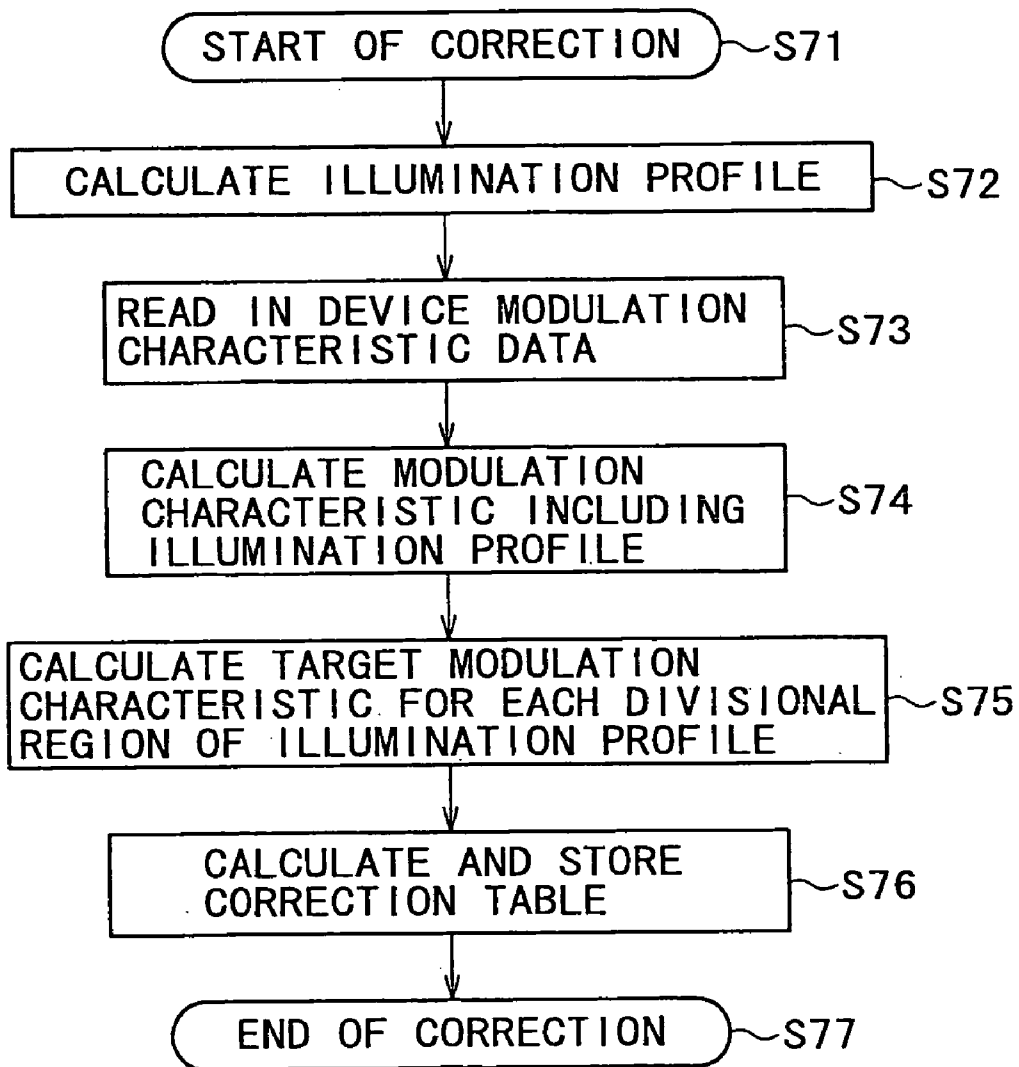 START OF CORRECTION
S71
CALCULATE ILLUMINATION PROFILE
S72
READ IN DEVICE MODULATION
CHARACTERISTIC DATA
S73
CALCULATE MODULATION
CHARACTERISTIC INCLUDING
ILLUMINATION PROFILE
S74
CALCULATE TARGET MODULATION
CHARACTERISTIC FOR EACH DIVISIONAL
REGION OF ILLUMINATION PROFILE
S75
CALCULATE AND STORE
CORRECTION TABLE
S76
END OF CORRECTION
S77